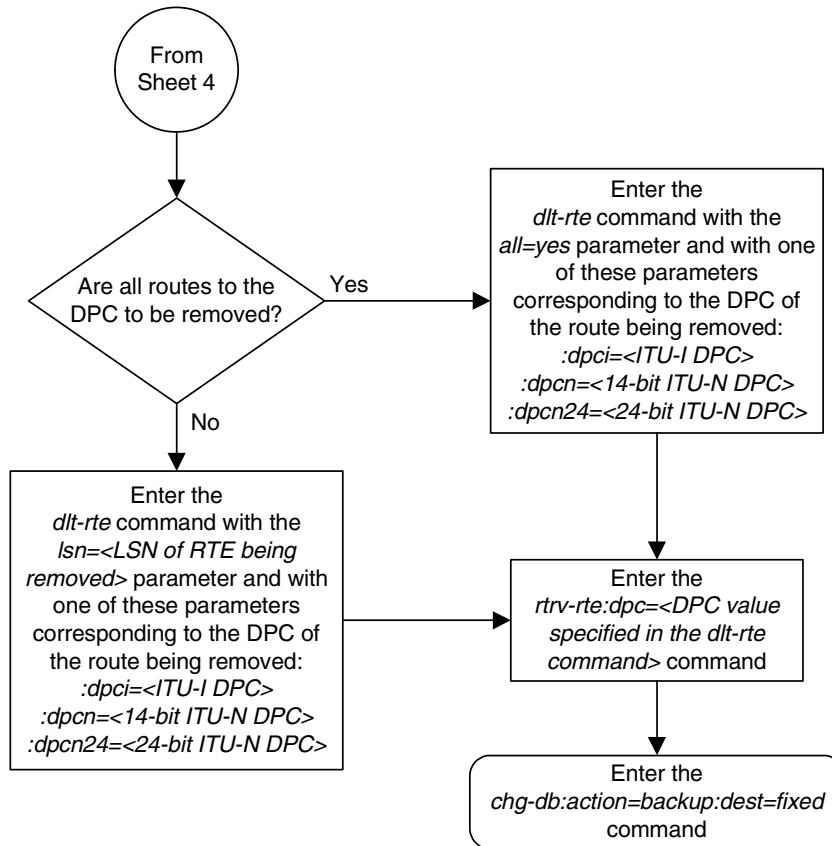 From
Sheet 4
Are all routes to the
DPC to be removed?
Yes
Enter the
dlt-rte command with the
all=yes parameter and with one
of these parameters
corresponding to the DPC of
the route being removed:
:dpci=<ITU-I DPC>
:dpcn=<14-bit ITU-N DPC>
:dpcn24=<24-bit ITU-N DPC>
No
Enter the
dlt-rte command with the
lsn=<LSN of RTE being
removed> parameter and with
one of these parameters
corresponding to the DPC of
the route being removed:
:dpci=<ITU-I DPC>
:dpcn=<14-bit ITU-N DPC>
:dpcn24=<24-bit ITU-N DPC>
Enter the
rtrv-rte:dpc=<DPC value
specified in the dlt-rte
command> command
Enter the
chg-db:action=backup:dest=fixed
command